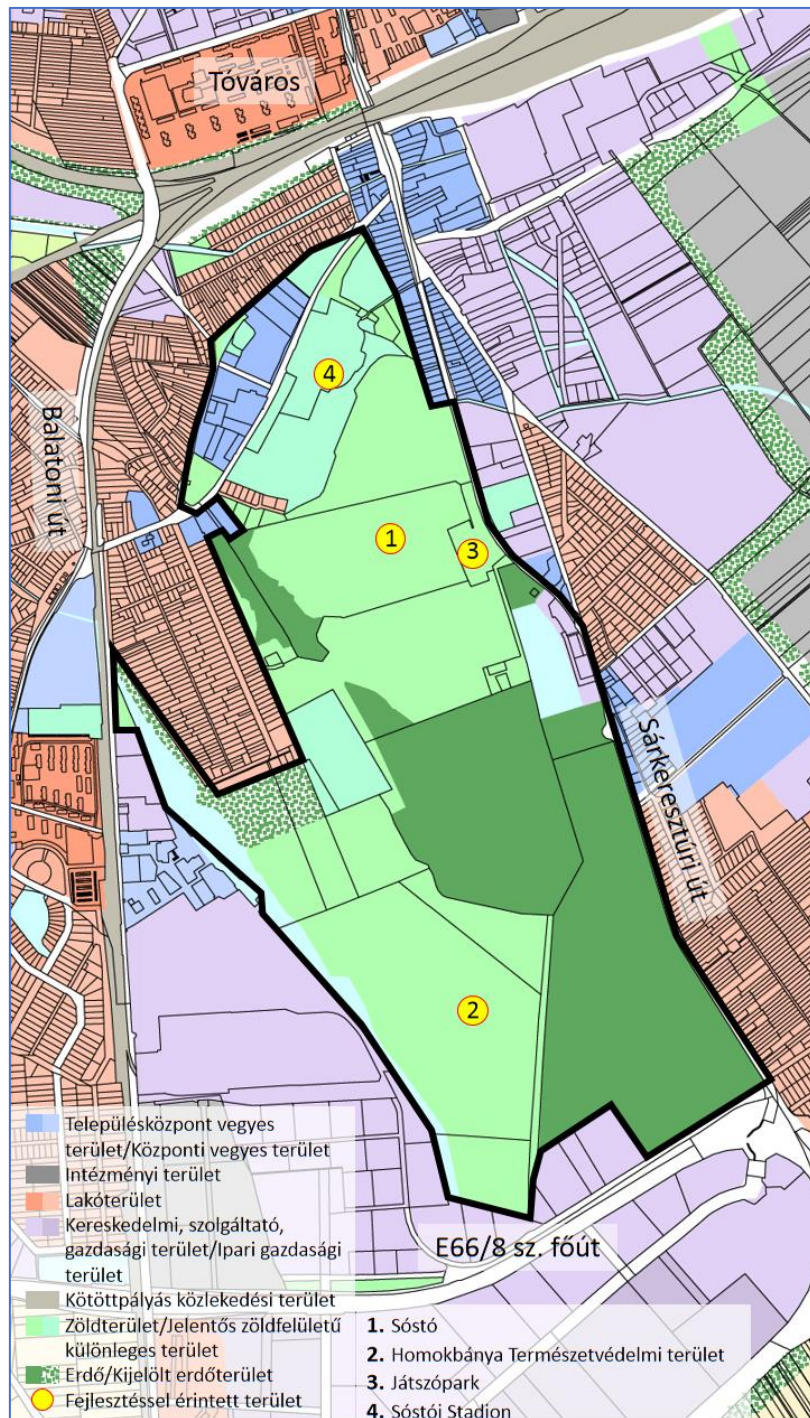 Tóváros
4
Balatoni út
1
3
Sárkeresztúri út
2
E66/8 sz. főút
Településközpont vegyes
terület/Központi vegyes terület
Intézményi terület
Lakóterület
Kereskedelmi, szolgáltató,
gazdasági terület/Ipari gazdasági
terület
Kötöttpályás közlekedési terület
Zöldterület/Jelentős zöldfelületű
különleges terület
Erdő/Kijelölt erdőterület
Fejlesztéssel érintett terület
1. Sóstó
2. Homokbánya Természetvédelmi terület
3. Játszópark
4. Sóstói Stadion